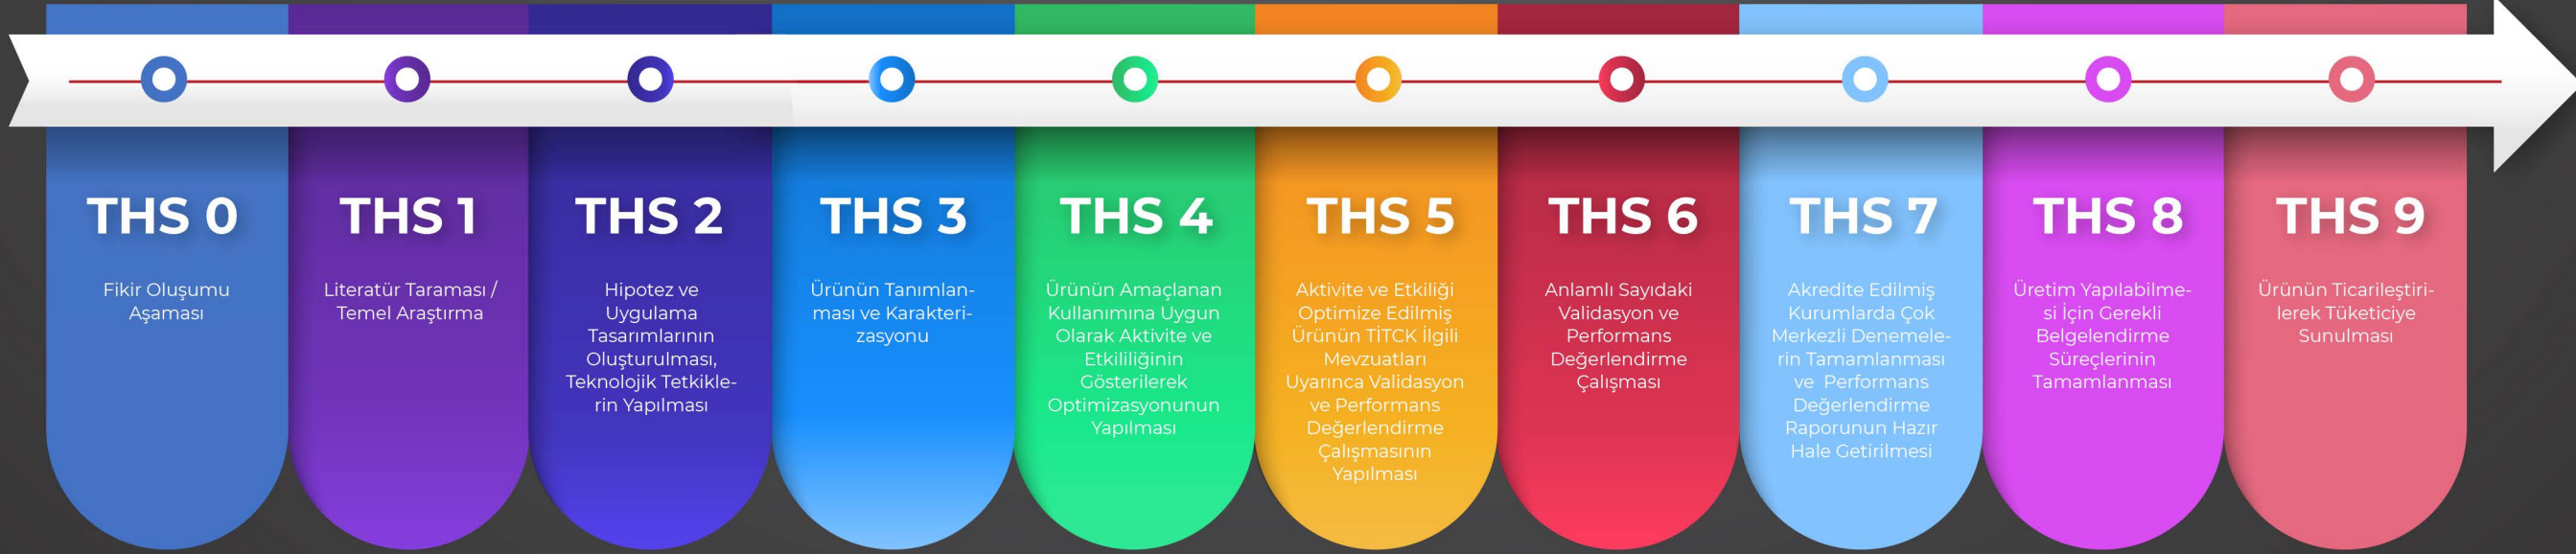 THS 0
Fikir Oluşumu
Aşaması
THS 1
Literatür Taraması /
Temel Araştırma
THS 2
Hipotez ve
Uygulama
Tasarımlarının
Oluşturulması,
Teknolojik Tetkikle-
rin Yapılması
THS 3
Ürünün Tanımlan-
ması ve Karakteri-
zasyonu
THS 4
Ürünün Amaçlanan
Kullanımına Uygun
Olarak Aktivite ve
Etkililiğinin
Gösterilerek
Optimizasyonunun
Yapılması
THS 5
Aktivite ve Etkiliği
Optimize Edilmiş
Ürünün TİTCK İlgili
Mevzuatları
Uyarınca Validasyon
ve Performans
Değerlendirme
Çalışmasının
Yapılması
THS 6
Anlamlı Sayıdaki
Validasyon ve
Performans
Değerlendirme
Çalışması
THS 7
Akredite Edilmiş
Kurumlarda Çok
Merkezli Denemele-
rin Tamamlanması
ve Performans
Değerlendirme
Raporunun Hazır
Hale Getirilmesi
THS 8
Üretim Yapılabilme-
si İçin Gerekli
Belgelendirme
Süreçlerinin
Tamamlanması
THS 9
Ürünün Ticarileştiri-
lerek Tüketiciye
Sunulması